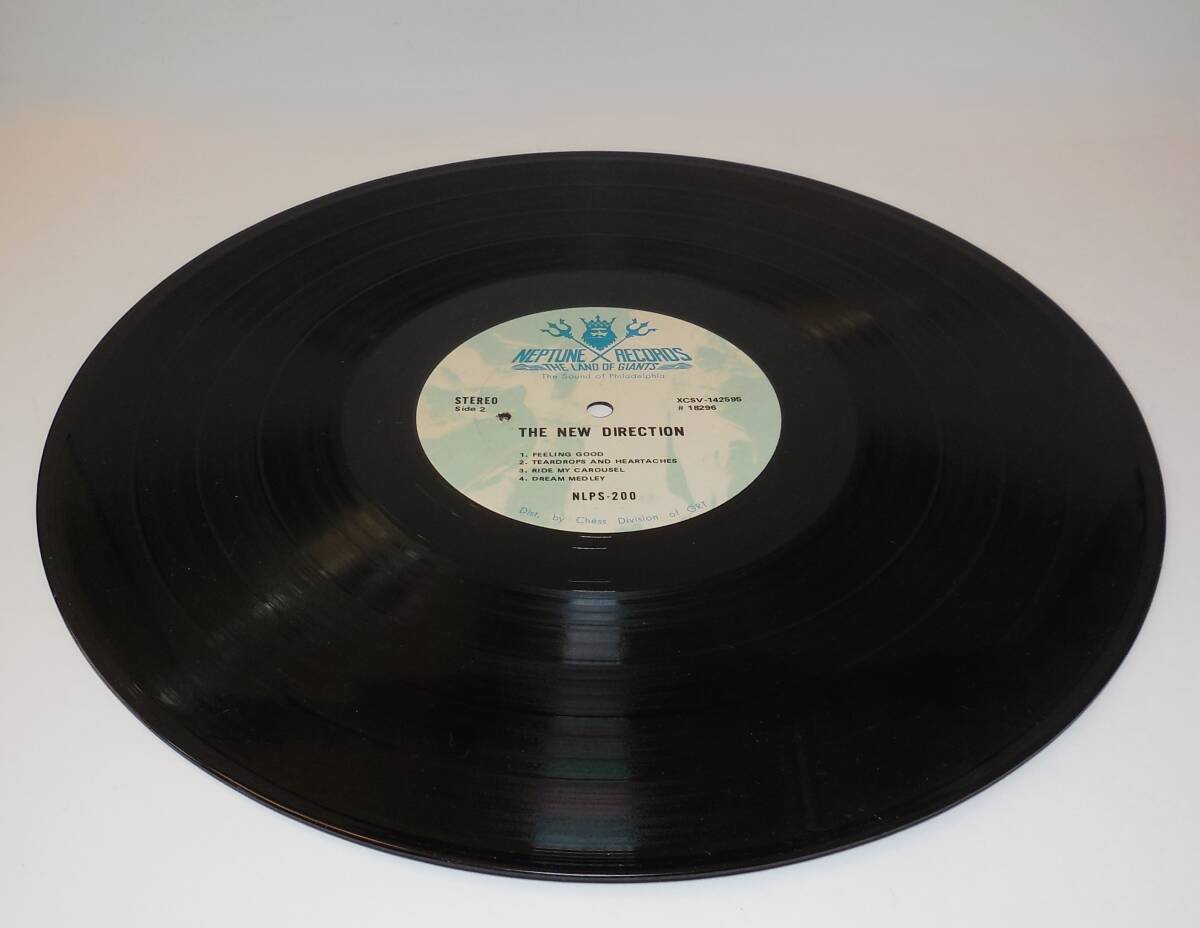 NEPTUNE RECORDS
THE LAND OF GIANTS
The Sound of Philadelphia
STEREO
Side 2
XCSV-142595
# 18296
THE NEW DIRECTION
1. FEELING GOOD
2. TEARDROPS AND HEARTACHES
3. RIDE MY CAROUSEL
4. DREAM MEDLEY
NLPS-200
Dist. by Chess Division of GRT